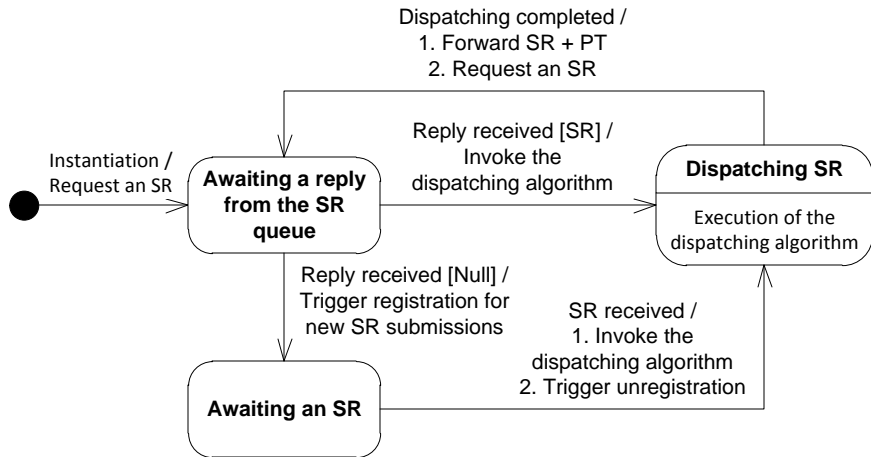 Dispatching completed /
1. Forward SR + PT
2. Request an SR
Instantiation /
Request an SR
Awaiting a reply
from the SR
queue
Reply received [SR] /
Invoke the
dispatching algorithm
Dispatching SR
Execution of the
dispatching algorithm
Reply received [Null] /
Trigger registration for
new SR submissions
SR received /
1. Invoke the
dispatching algorithm
2. Trigger unregistration
Awaiting an SR